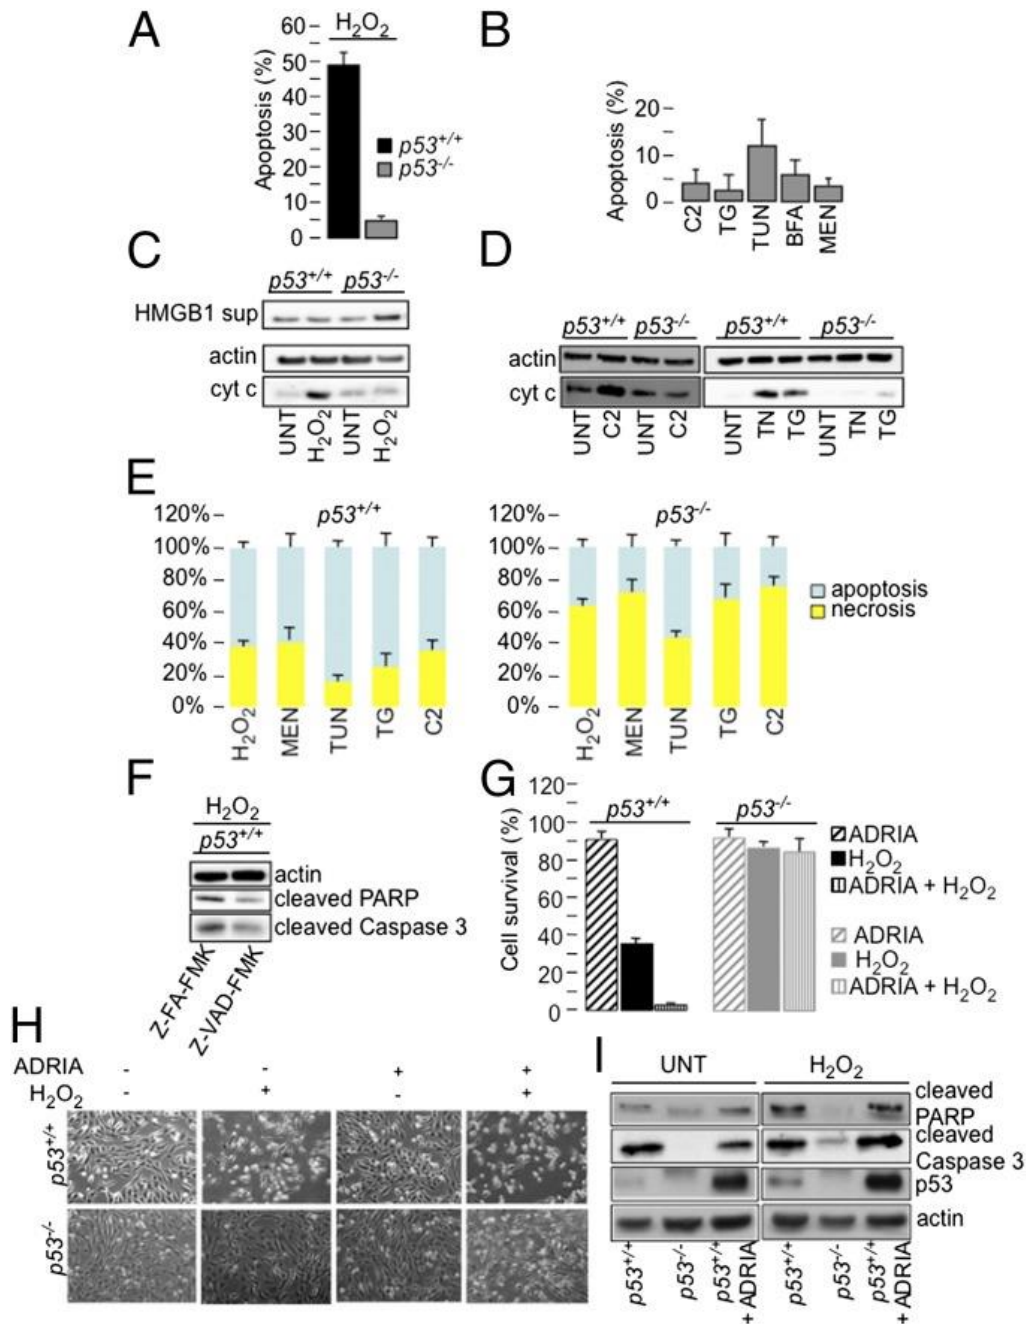 A
H₂O₂
60
50
40
30
20
10
0
Apoptosis (%)
p53+/+
p53-/-
B
Apoptosis (%)
20
10
0
C2
TG
TUN
BFA
MEN
C
p53+/+ p53-/-
HMGB1 sup
actin
cyt c
UNT
H₂O₂
UNT
H₂O₂
D
p53+/+ p53-/- p53+/+ p53-/-
actin
cyt c
UNT
C2
UNT
C2
UNT
TN
TG
UNT
TN
TG
E
120%
100%
80%
60%
40%
20%
0%
p53+/+
H₂O₂
MEN
TUN
TG
C2
120%
100%
80%
60%
40%
20%
0%
p53-/-
H₂O₂
MEN
TUN
TG
C2
apoptosis
necrosis
F
H₂O₂
p53+/+
actin
cleaved PARP
cleaved Caspase 3
Z-FA-FMK
Z-VAD-FMK
G
Cell survival (%)
120
100
80
60
40
20
0
p53+/+ p53-/-
ADRIA
H₂O₂
ADRIA + H₂O₂
ADRIA
H₂O₂
ADRIA + H₂O₂
H
ADRIA - - + +
H₂O₂ - + - +
p53+/+
p53-/-
I
UNT H₂O₂
cleaved
PARP
cleaved
Caspase 3
p53
actin
p53+/+
p53-/-
p53+/+
+ ADRIA
p53+/+
p53-/-
p53+/+
+ ADRIA